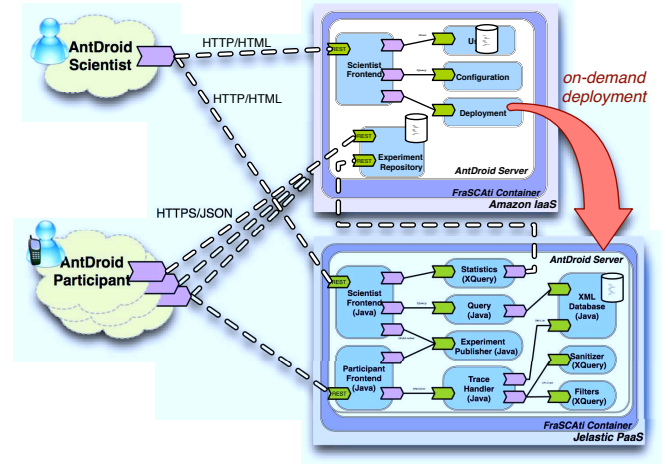 AntDroid
Scientist
HTTP/HTML
HTTP/HTML
REST
Scientist
Frontend
Configuration
Deployment
on-demand
deployment
REST
REST
Experiment
Repository
AntDroid Server
FraSCAti Container
Amazon IaaS
HTTPS/JSON
AntDroid
Participant
AntDroid Server
REST
Scientist
Frontend
(Java)
Statistics
(XQuery)
Query
(Java)
XML
Database
(Java)
Experiment
Publisher (Java)
REST
Participant
Frontend
(Java)
Trace
Handler
(Java)
Sanitizer
(XQuery)
Filters
(XQuery)
FraSCAti Container
Jelastic PaaS